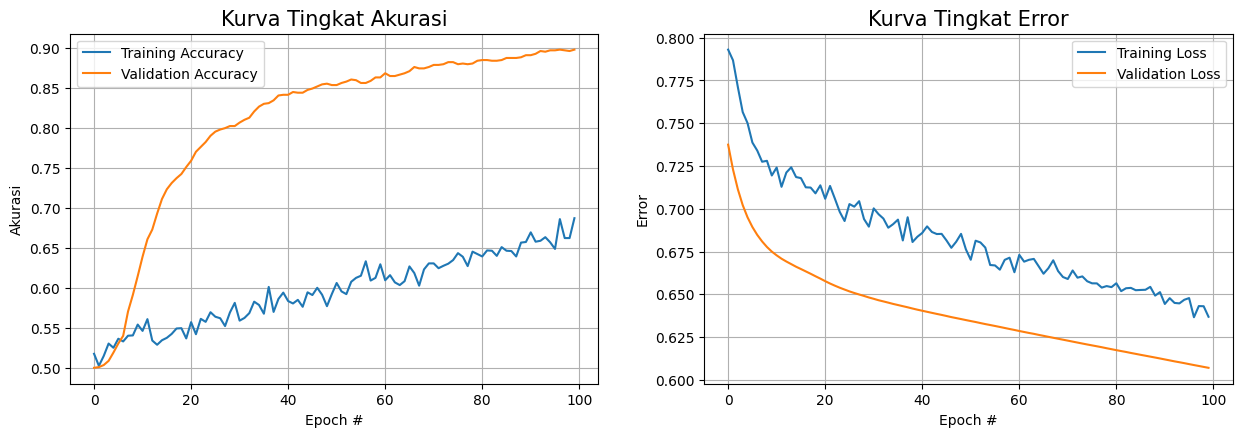 Kurva Tingkat Akurasi
Training Accuracy
Validation Accuracy
0.90
0.85
0.80
0.75
0.70
0.65
0.60
0.55
0.50
Akurasi
0 20 40 60 80 100
Epoch #
Kurva Tingkat Error
Training Loss
Validation Loss
0.800
0.775
0.750
0.725
0.700
0.675
0.650
0.625
0.600
Error
0 20 40 60 80 100
Epoch #